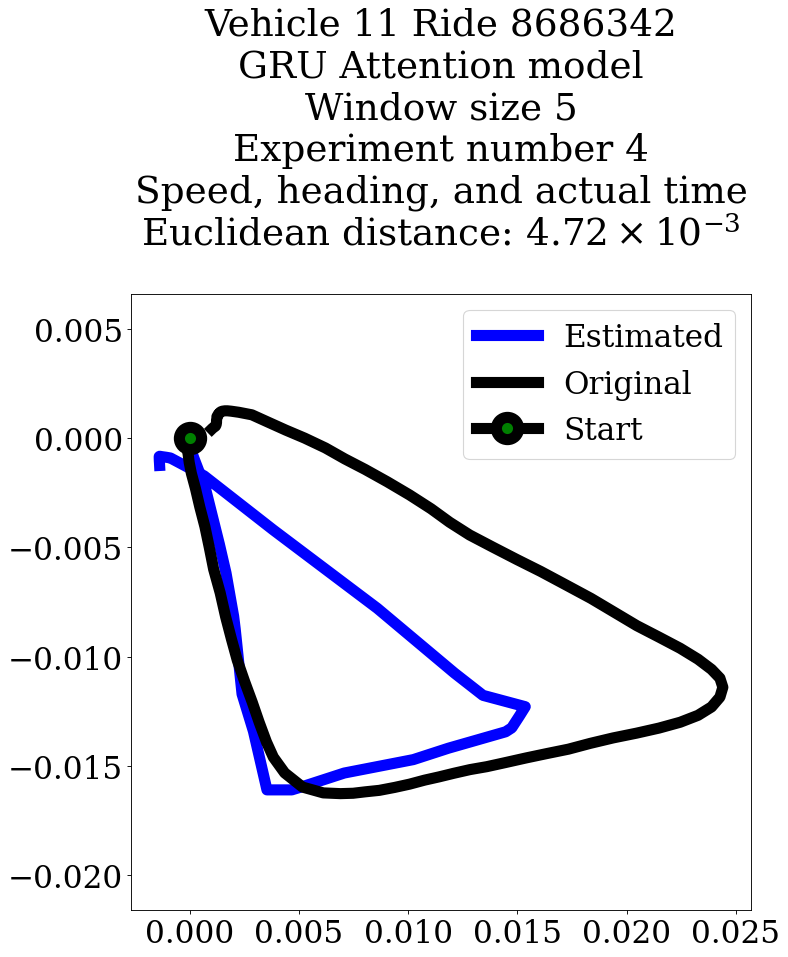 Vehicle 11 Ride 8686342
GRU Attention model
Window size 5
Experiment number 4
Speed, heading, and actual time
Euclidean distance: 4.72 × 10⁻³
Estimated
Original
Start
0.005
0.000
−0.005
−0.010
−0.015
−0.020
0.000 0.005 0.010 0.015 0.020 0.025